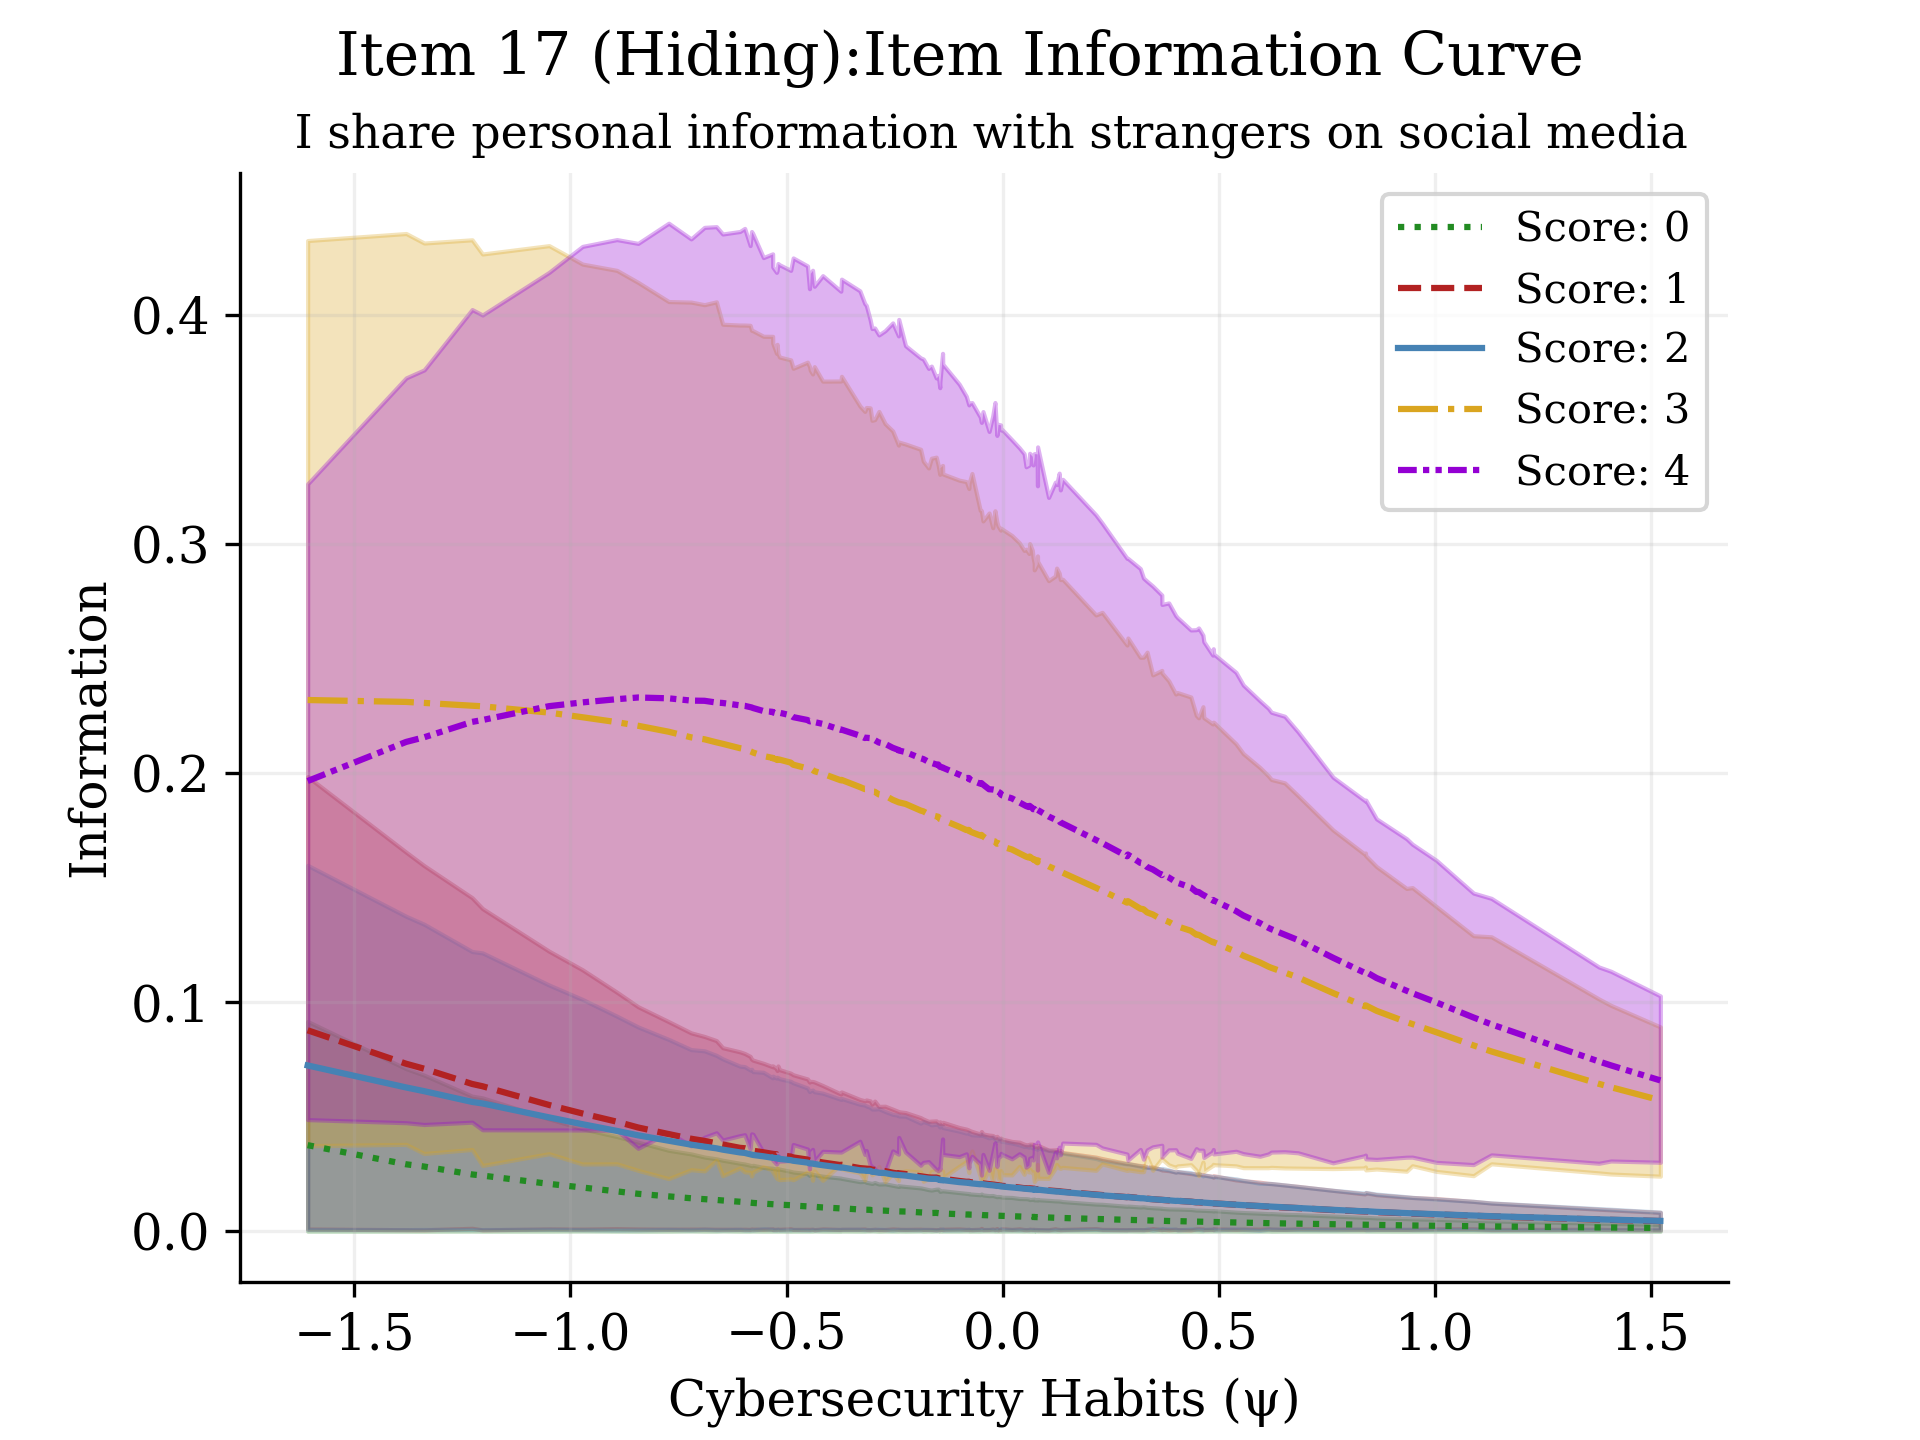 Item 17 (Hiding):Item Information Curve
I share personal information with strangers on social media
Score: 0
Score: 1
Score: 2
Score: 3
Score: 4
Information
0.4
0.3
0.2
0.1
0.0
−1.5 −1.0 −0.5 0.0 0.5 1.0 1.5
Cybersecurity Habits (ψ)